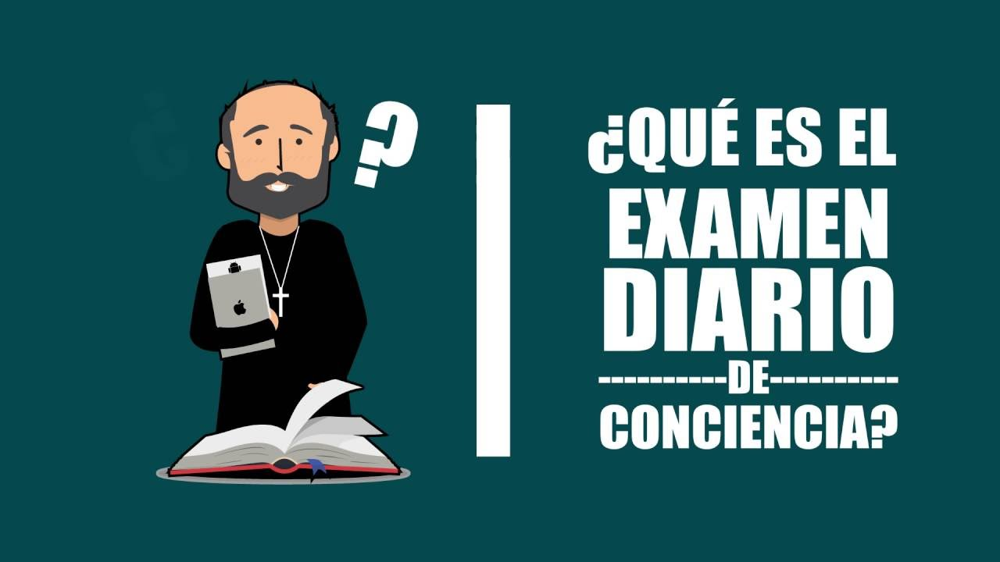 ?
¿QUÉ ES EL
EXAMEN
DIARIO
----------DE----------
CONCIENCIA?